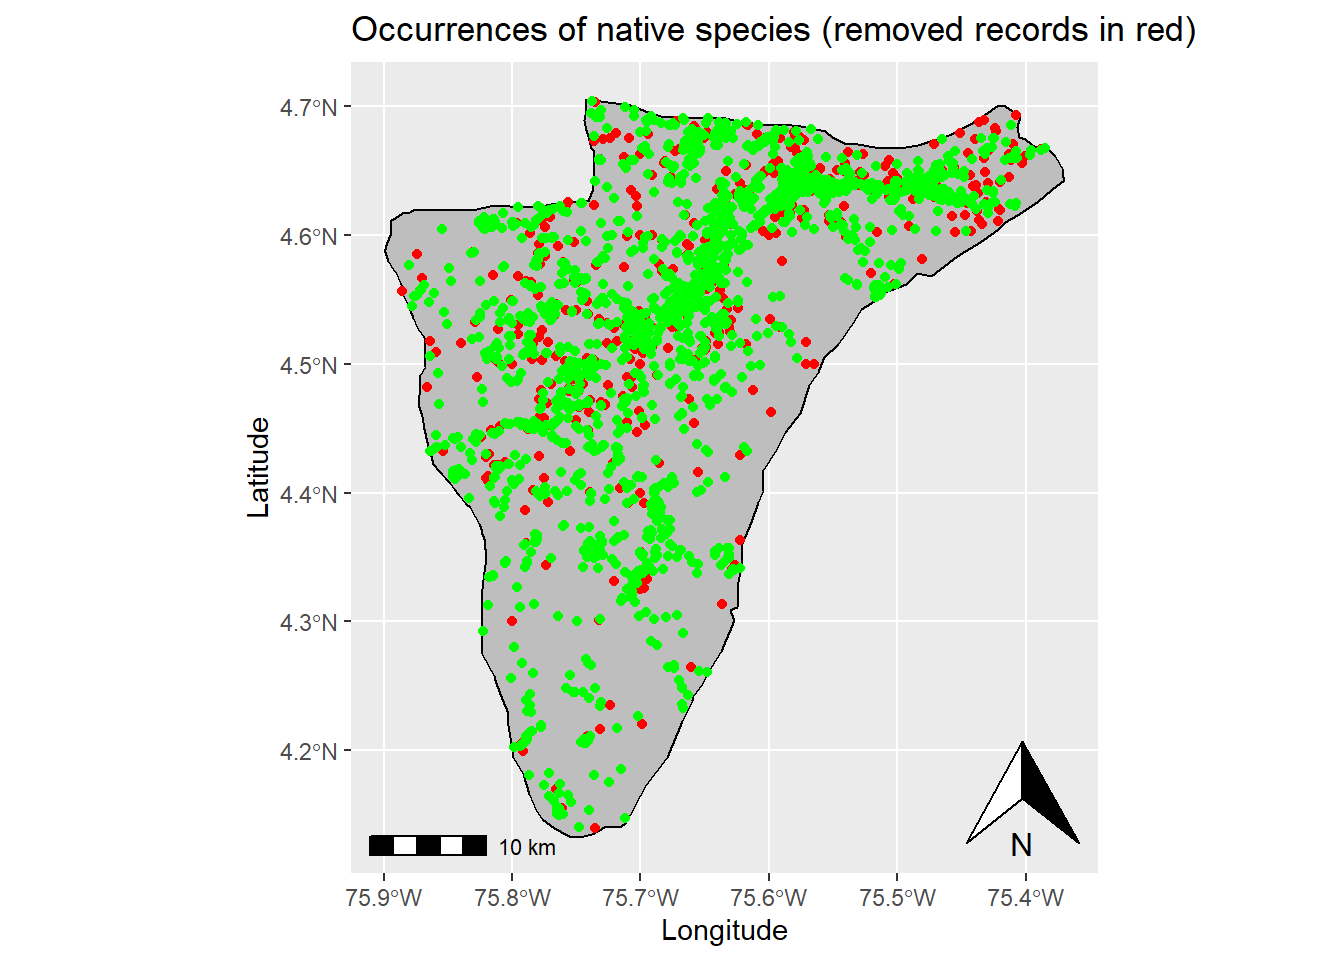 Occurrences of native species (removed records in red)
4.7°N
4.6°N
4.5°N
4.4°N
4.3°N
4.2°N
Latitude
10 km
N
75.9°W 75.8°W 75.7°W 75.6°W 75.5°W 75.4°W
Longitude